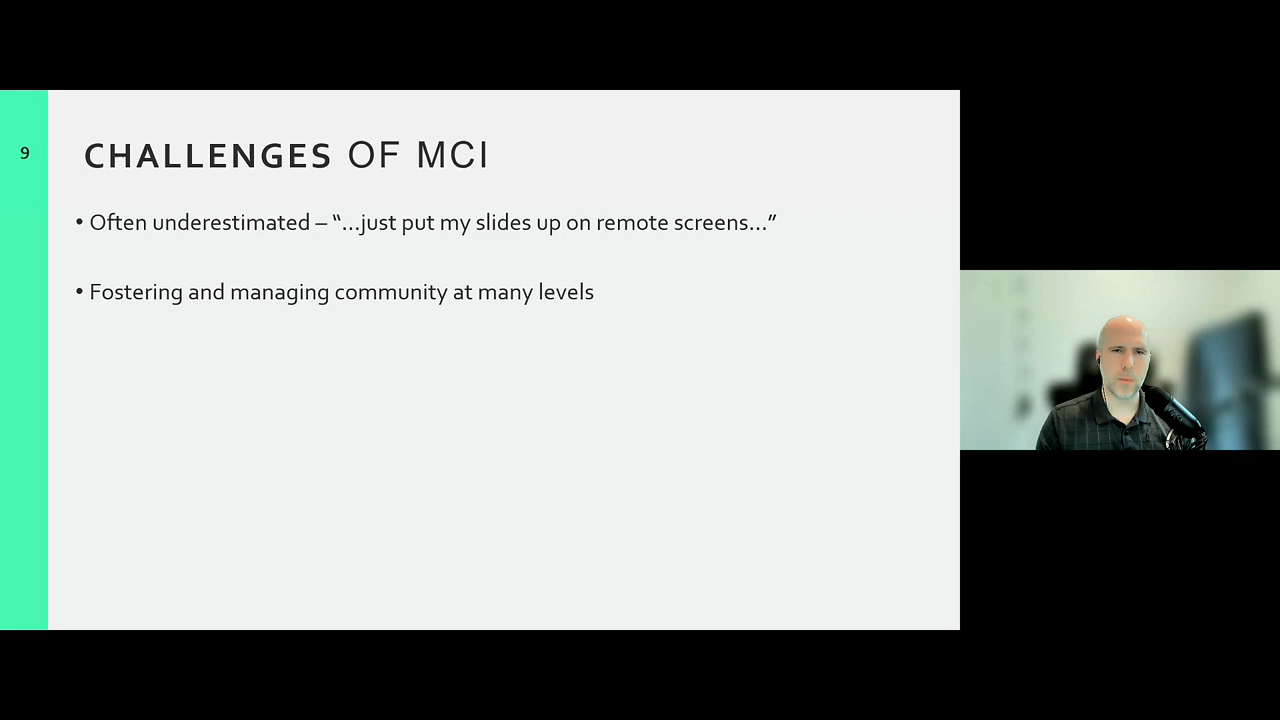 9
CHALLENGES OF MCI
• Often underestimated – “…just put my slides up on remote screens…”
• Fostering and managing community at many levels